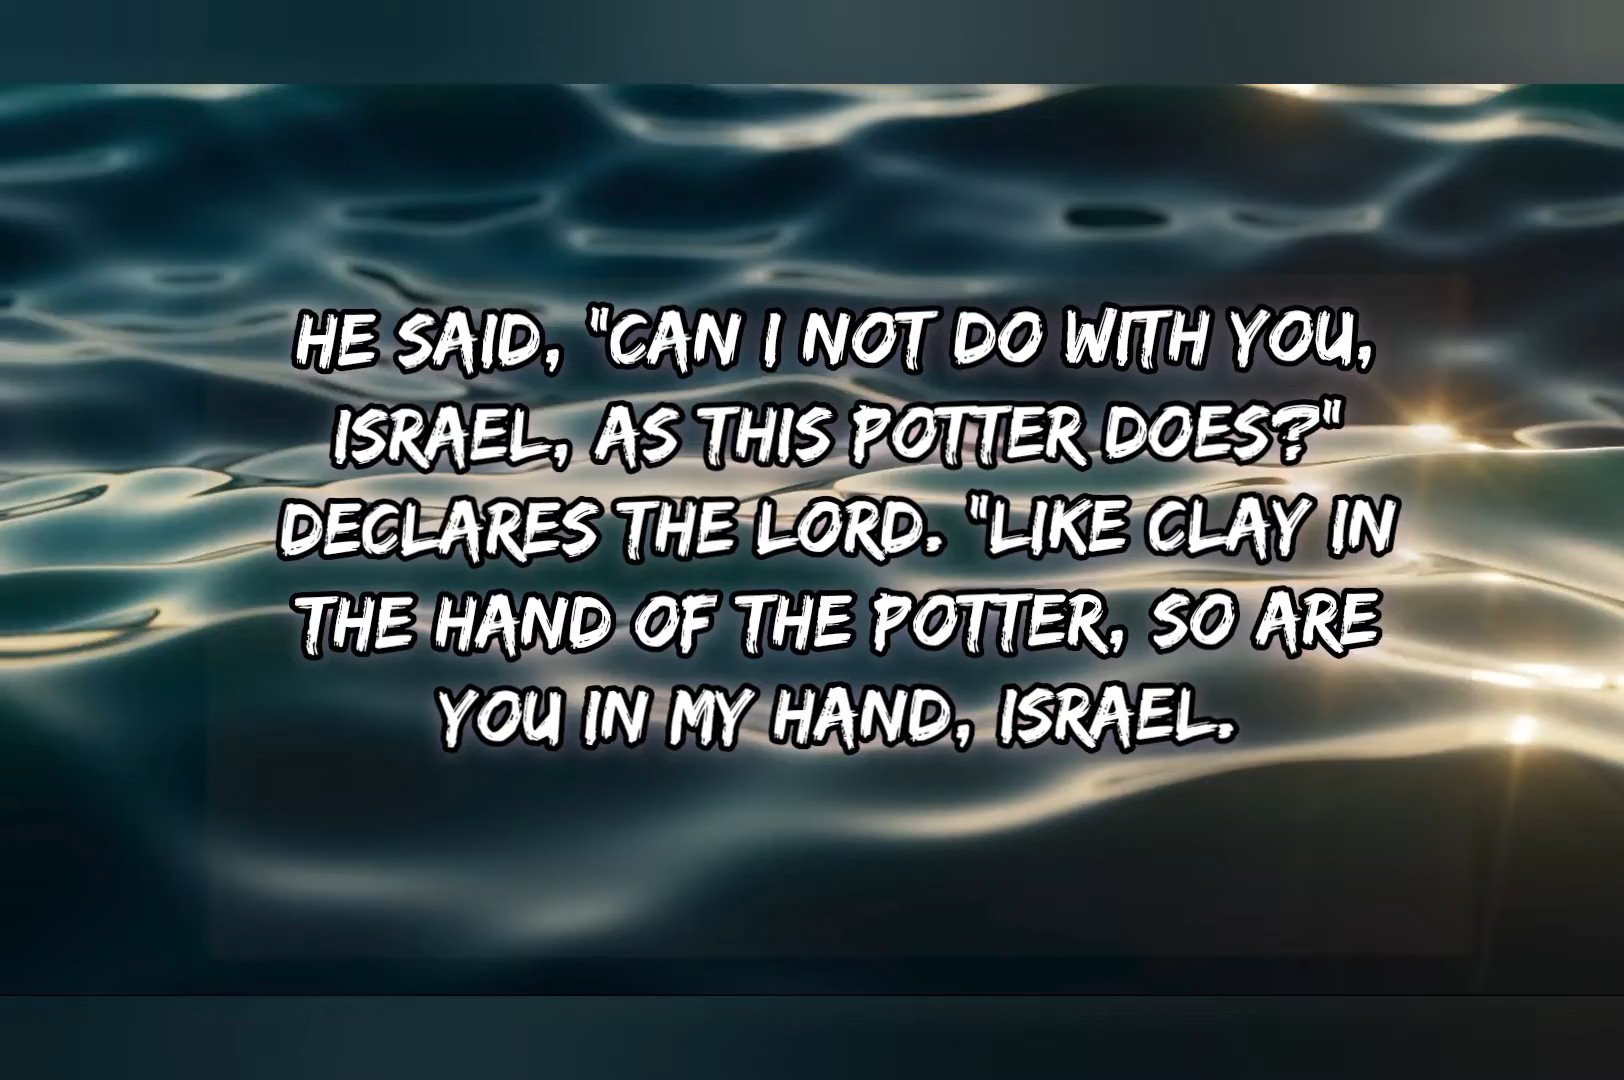 HE SAID, "CAN I NOT DO WITH YOU,
ISRAEL, AS THIS POTTER DOES?"
DECLARES THE LORD. "LIKE CLAY IN
THE HAND OF THE POTTER, SO ARE
YOU IN MY HAND, ISRAEL.